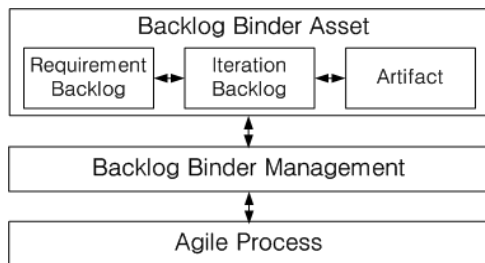 Backlog Binder Asset
Requirement Iteration Artifact
Backlog Backlog
Backlog Binder Management
Agile Process